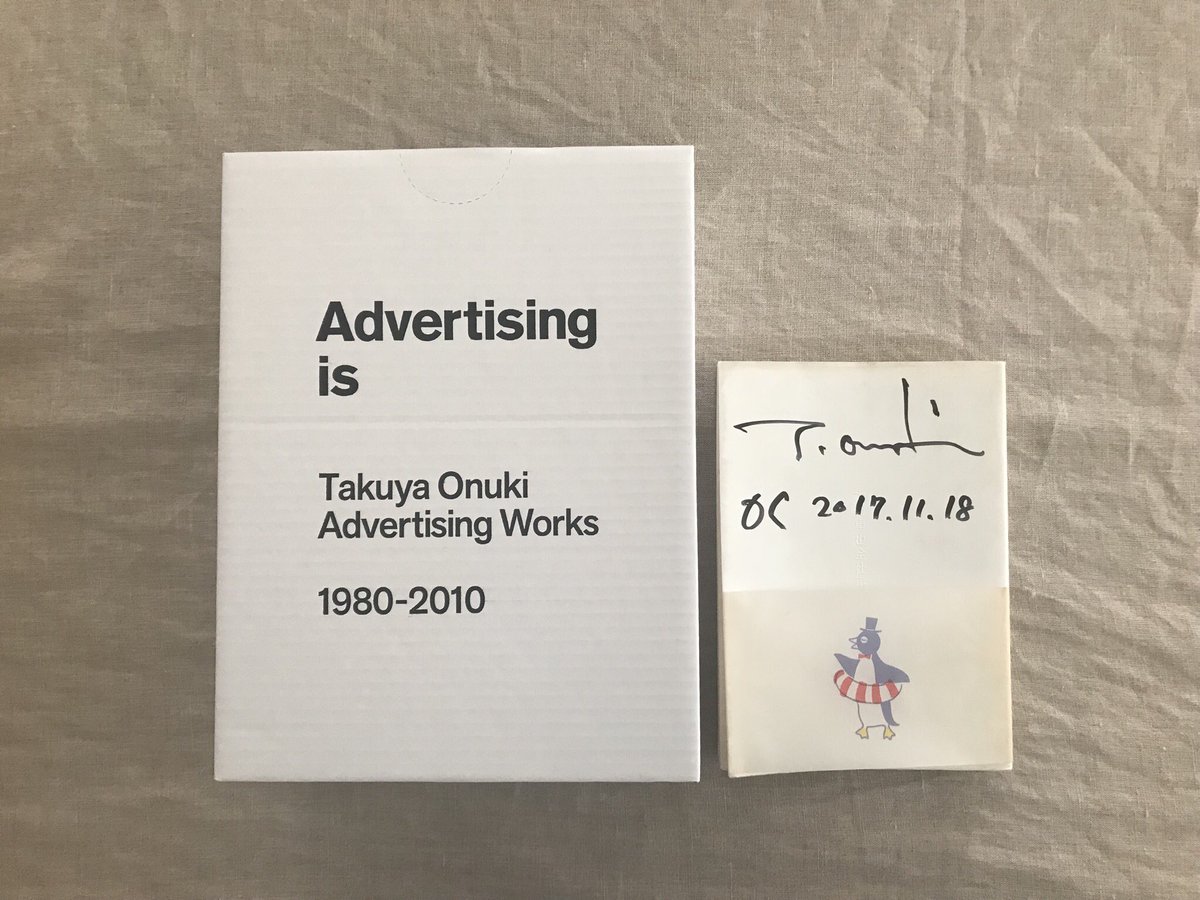 Advertising
is
Takuya Onuki
Advertising Works
1980-2010
T. Onuki
2017.11.18